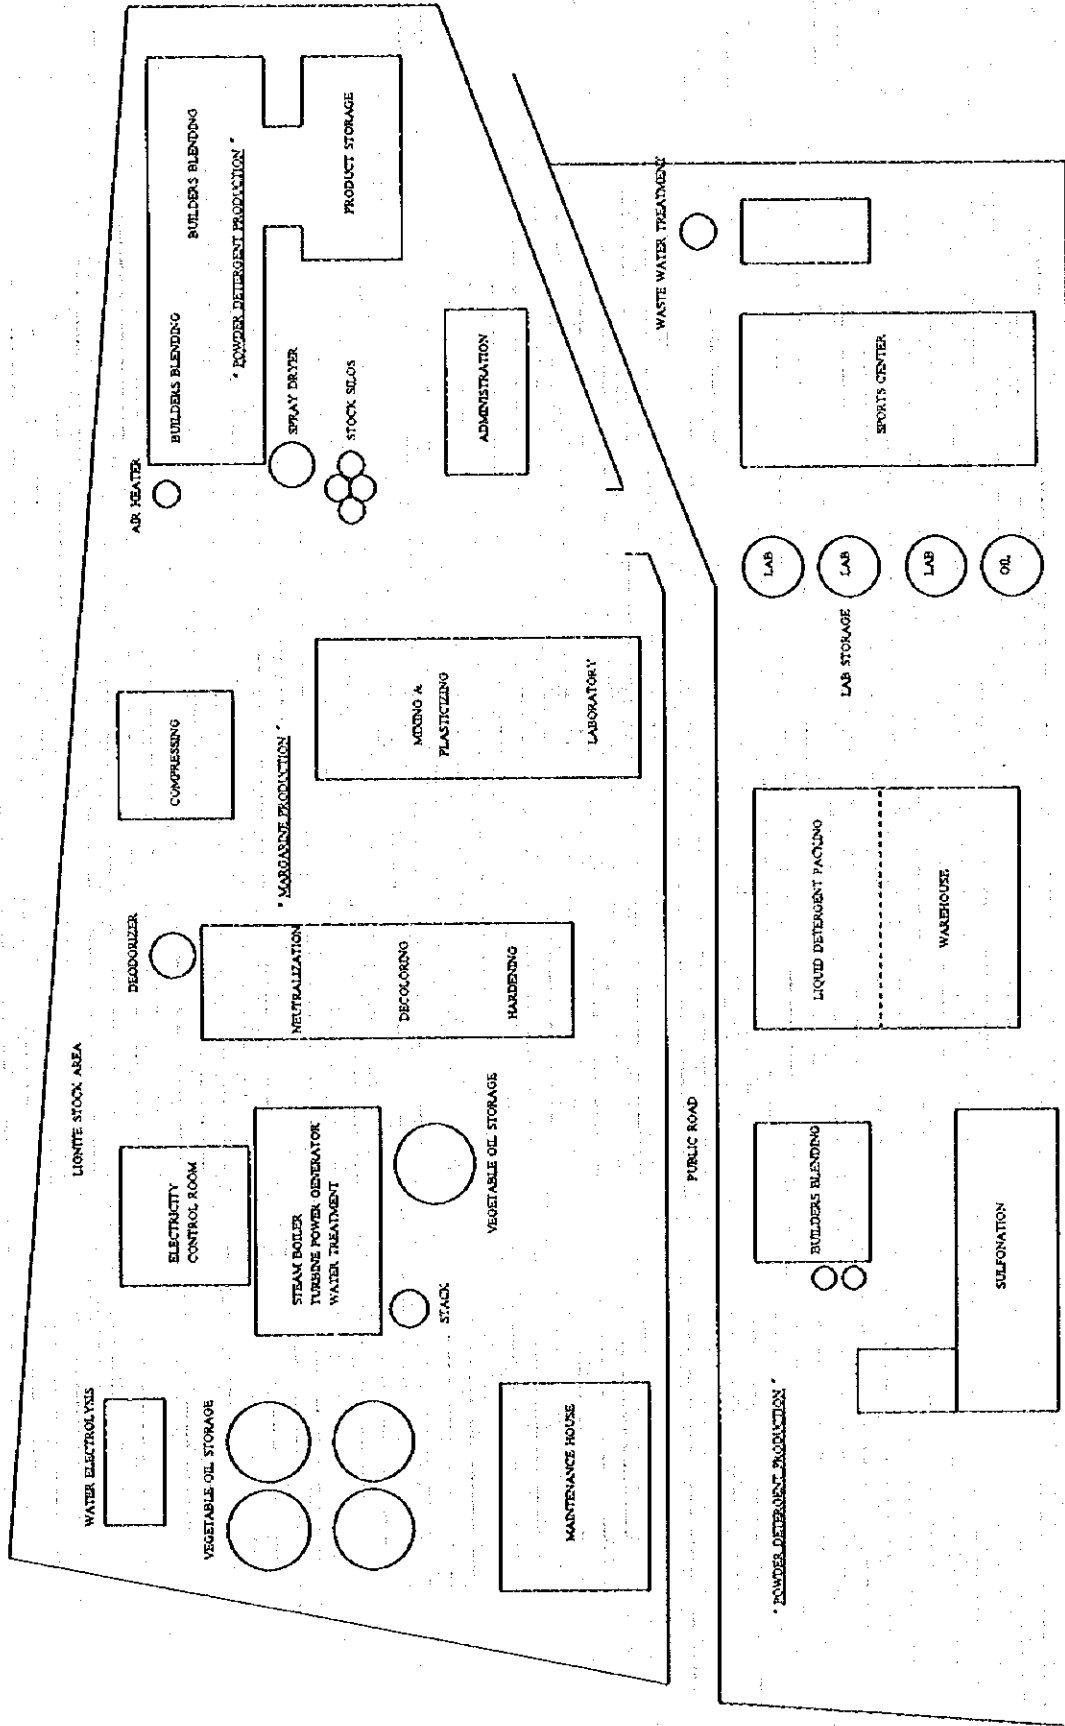 WATER ELECTROLYSIS
VEGETABLE OIL STORAGE
MAINTENANCE HOUSE
LIGNITE STOCK AREA
ELECTRICITY
CONTROL ROOM
STEAM BOILER
TURBINE POWER GENERATOR
WATER TREATMENT
STACK
VEGETABLE OIL STORAGE
DEODORIZER
NEUTRALIZATION
DECOLORING
HARDENING
" MARGARINE PRODUCTION "
COMPRESSING
MIXING &
PLASTICIZING
LABORATORY
AIR HEATER
BUILDERS BLENDING
BUILDERS BLENDING
" POWDER DETERGENT PRODUCTION "
SPRAY DRYER
STOCK SILOS
PRODUCT STORAGE
ADMINISTRATION
PUBLIC ROAD
" POWDER DETERGENT PRODUCTION "
BUILDERS BLENDING
SULFONATION
LIQUID DETERGENT PACKING
WAREHOUSE
LAB
LAB
LAB
OIL
LAB STORAGE
SPORTS CENTER
WASTE WATER TREATMENT